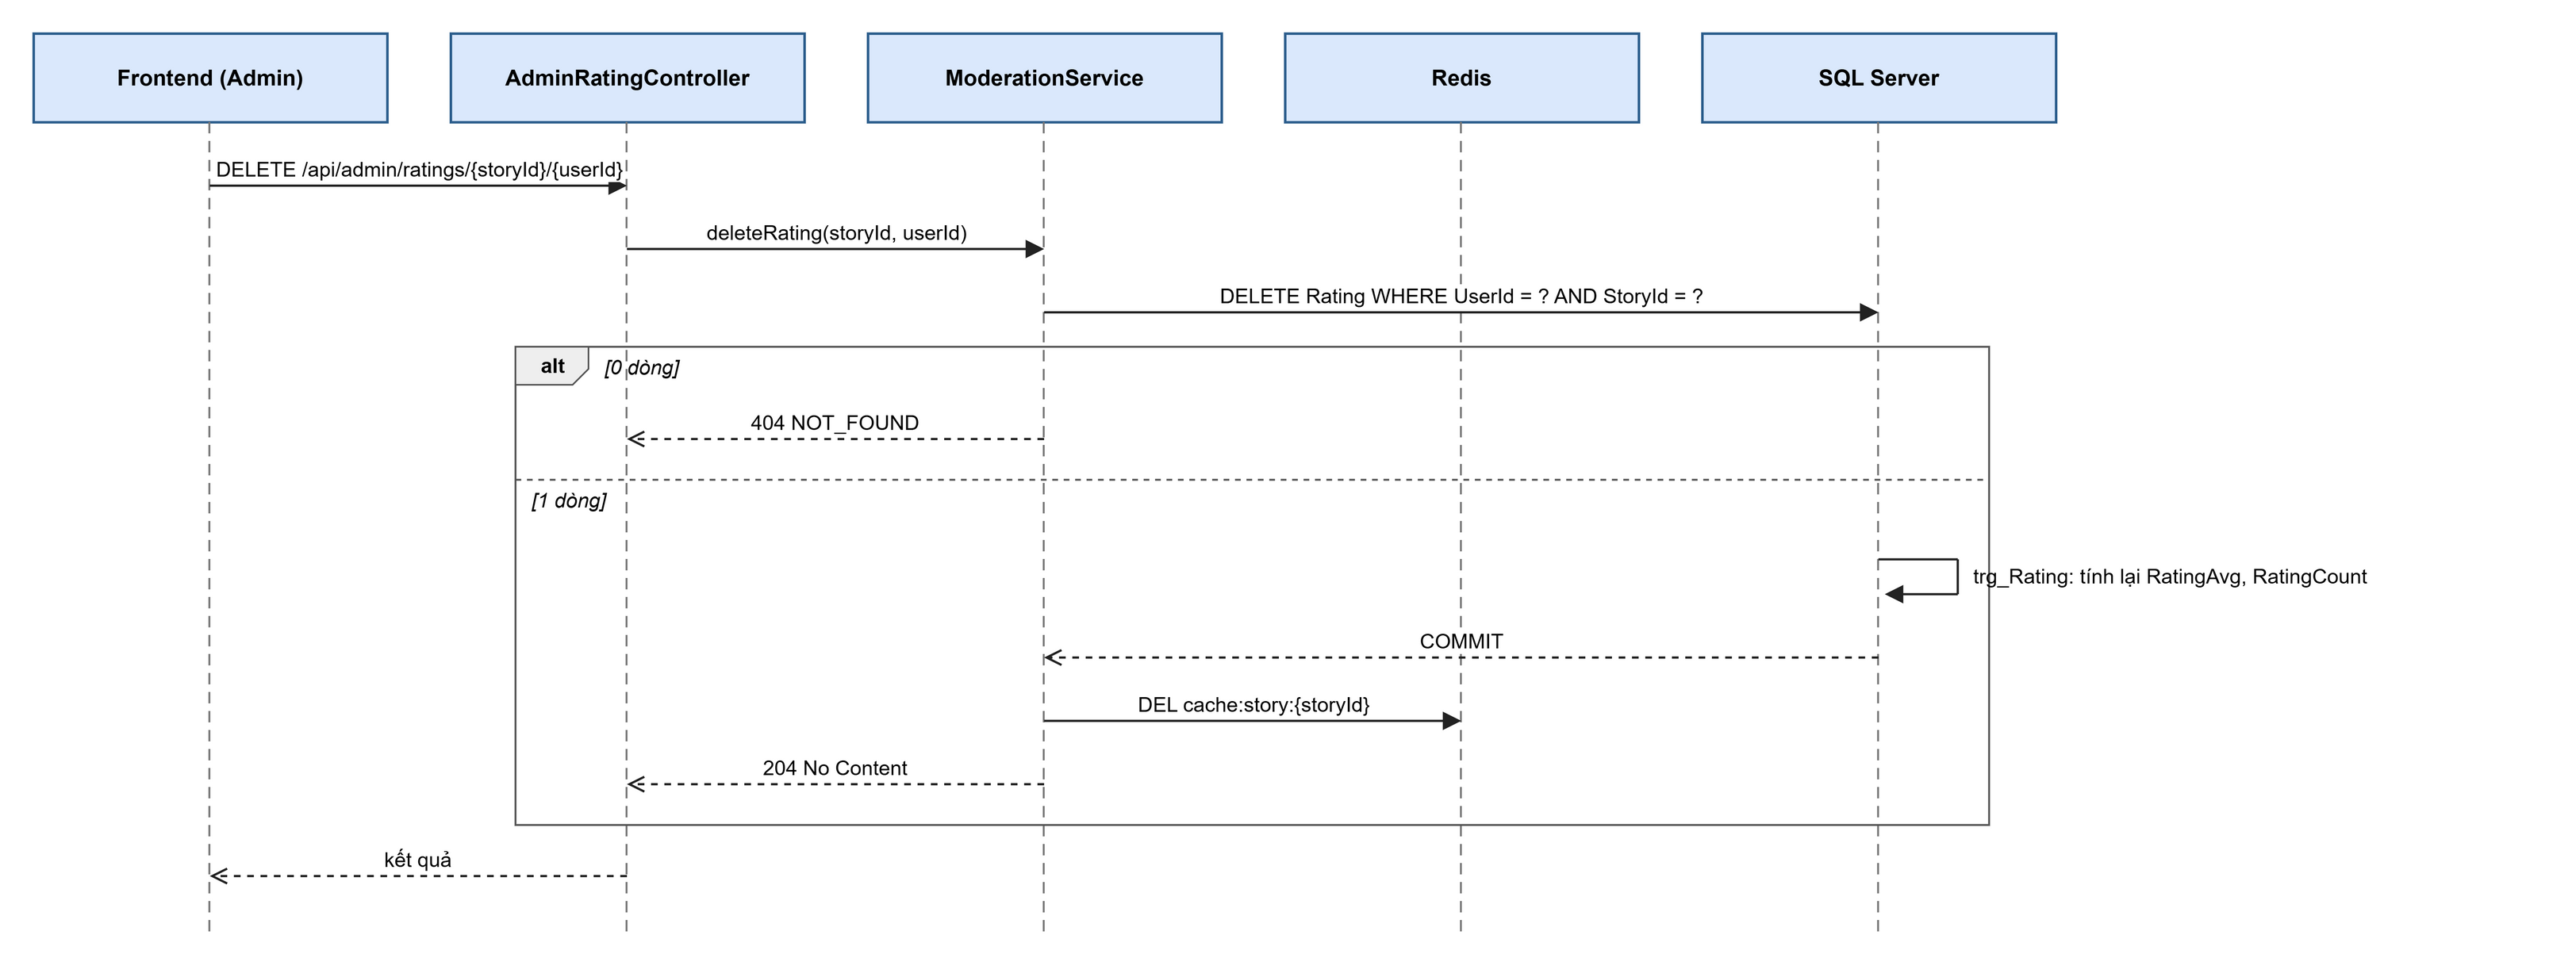 Frontend (Admin)
AdminRatingController
ModerationService
Redis
SQL Server
DELETE /api/admin/ratings/{storyId}/{userId}
deleteRating(storyId, userId)
DELETE Rating WHERE UserId = ? AND StoryId = ?
alt
[0 dòng]
404 NOT_FOUND
[1 dòng]
trg_Rating: tính lại RatingAvg, RatingCount
COMMIT
DEL cache:story:{storyId}
204 No Content
kết quả